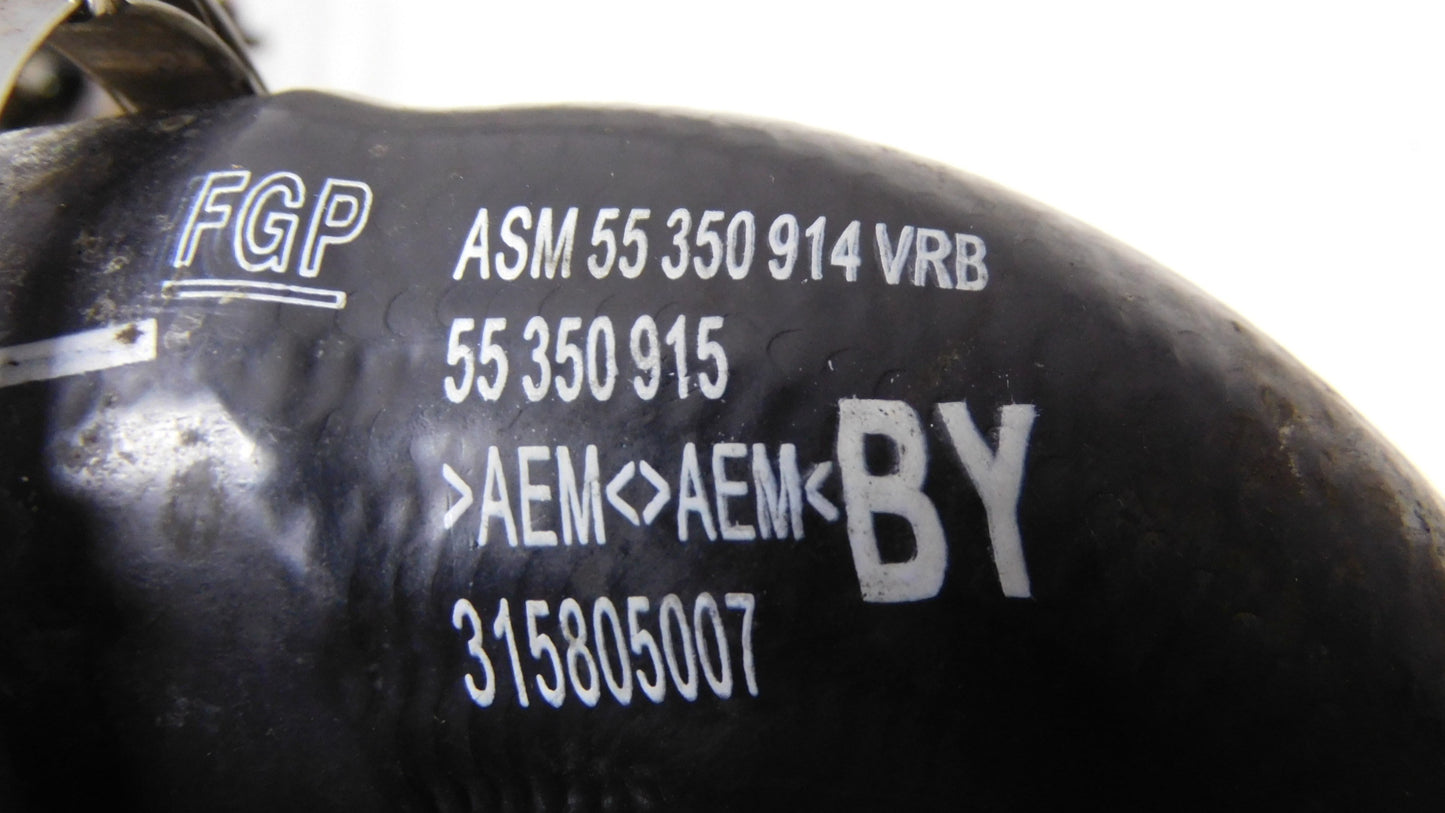 FGP
ASM 55 350 914 VRB
55 350 915
>AEM<>AEM<
BY
315805007